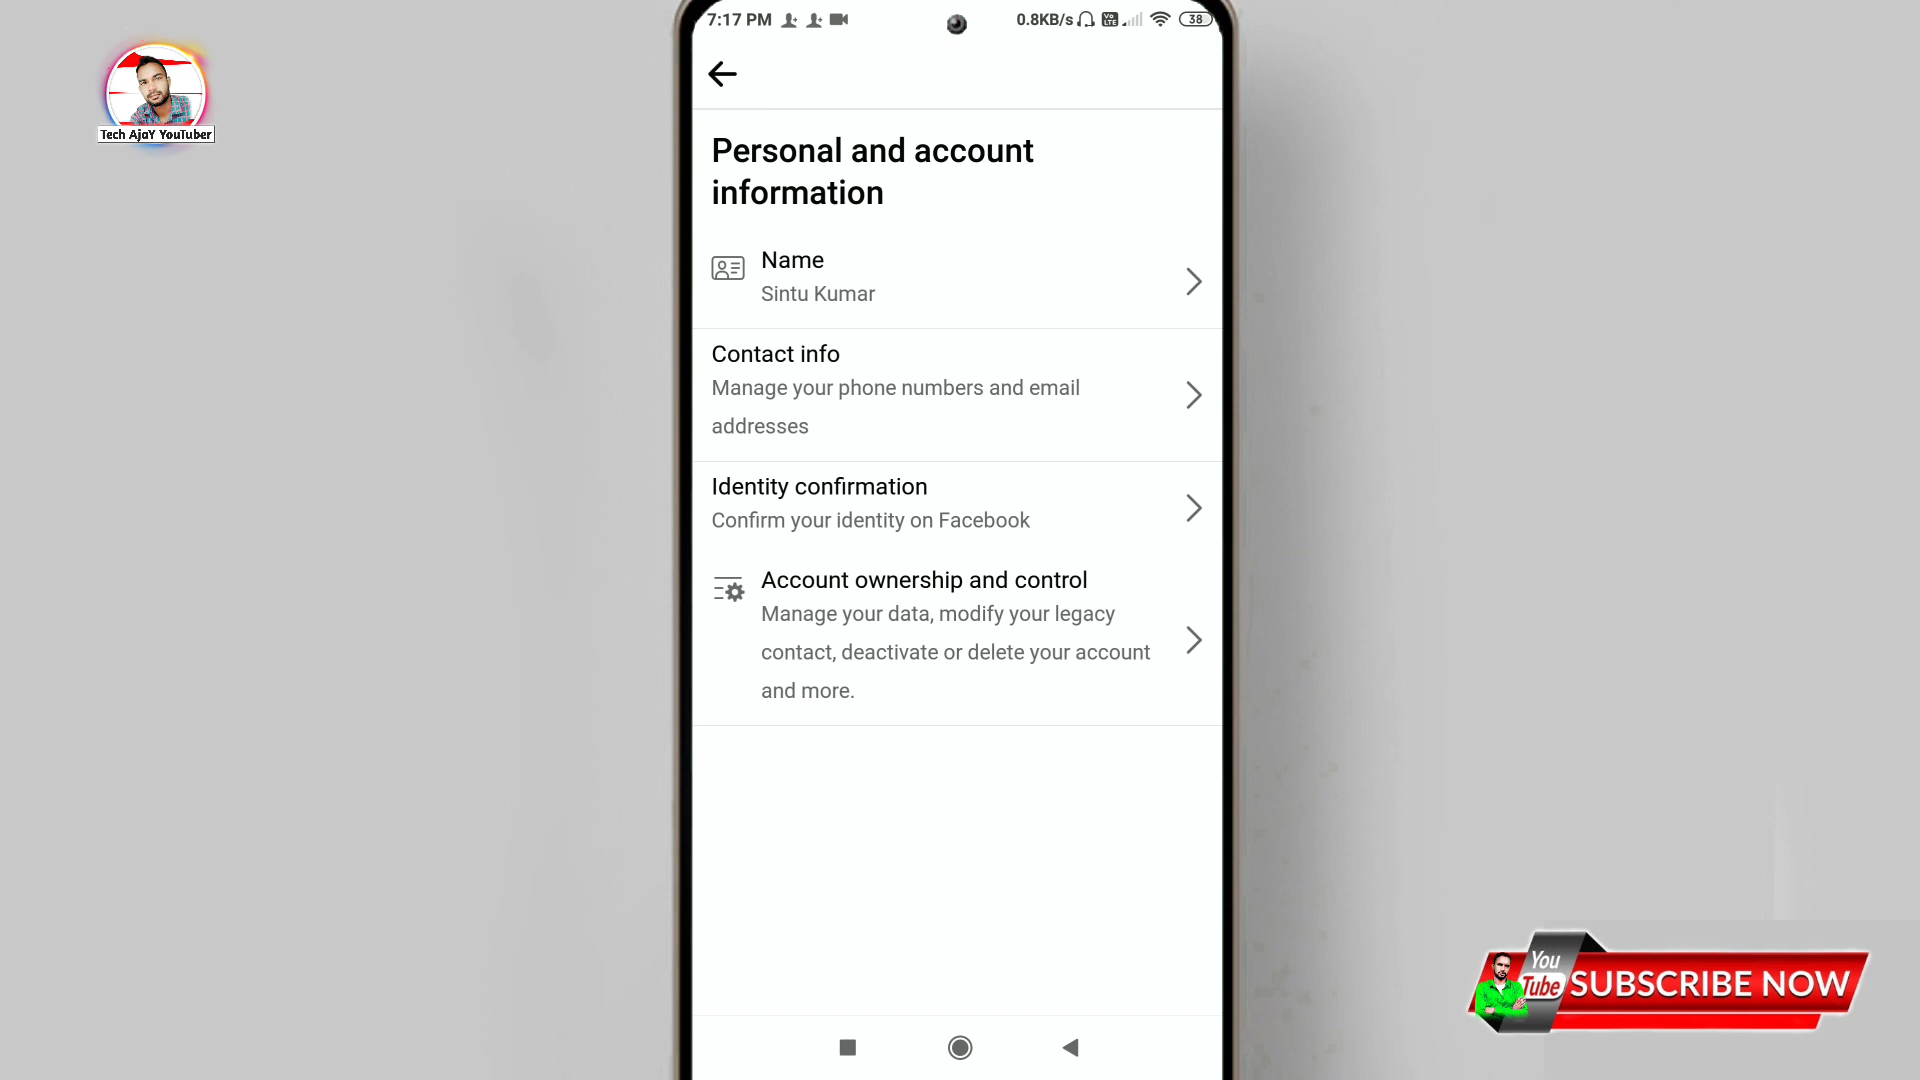 7:17 PM
0.8KB/s
Vo
LTE
38
Tech AjaY YouTuber
Personal and account
information
Name
Sintu Kumar
Contact info
Manage your phone numbers and email
addresses
Identity confirmation
Confirm your identity on Facebook
Account ownership and control
Manage your data, modify your legacy
contact, deactivate or delete your account
and more.
You
Tube
SUBSCRIBE NOW